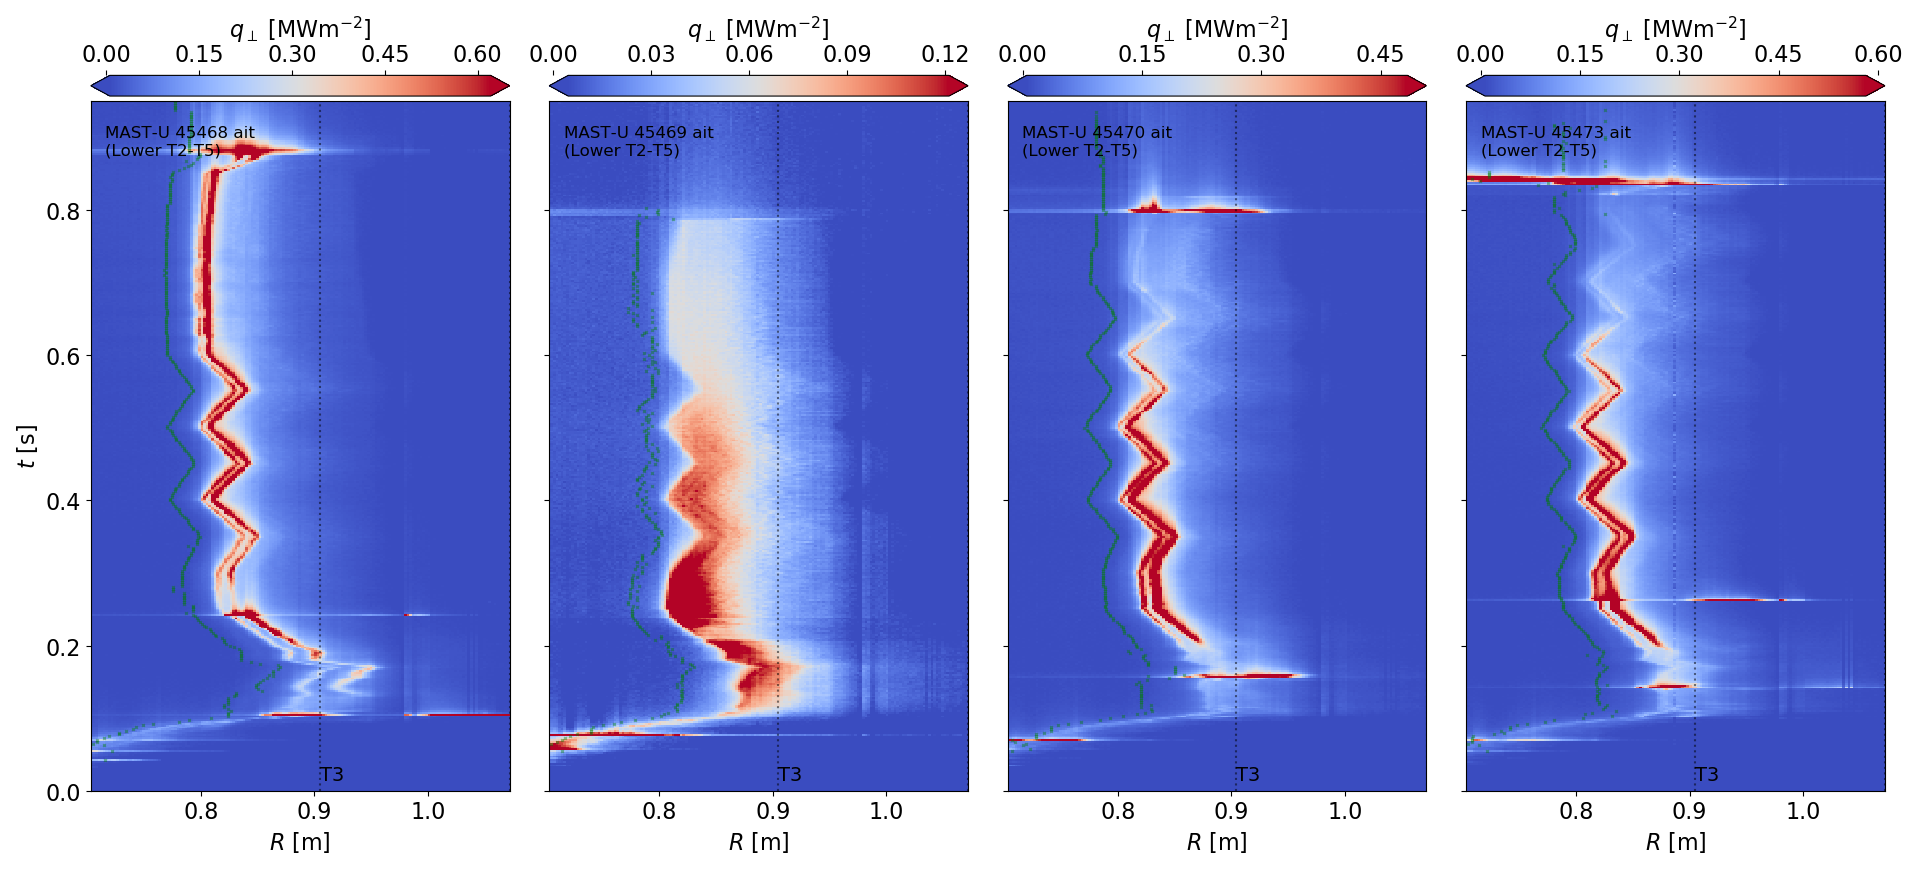 q⊥ [MWm−2] q⊥ [MWm−2] q⊥ [MWm−2] q⊥ [MWm−2]
0.00 0.15 0.30 0.45 0.60 0.00 0.03 0.06 0.09 0.12 0.00 0.15 0.30 0.45 0.00 0.15 0.30 0.45 0.60
MAST-U 45468 ait
(Lower T2-T5)
MAST-U 45469 ait
(Lower T2-T5)
MAST-U 45470 ait
(Lower T2-T5)
MAST-U 45473 ait
(Lower T2-T5)
0.8
0.6
t [s]
0.4
0.2
0.0
T3 T3 T3 T3
0.8 0.9 1.0 0.8 0.9 1.0 0.8 0.9 1.0 0.8 0.9 1.0
R [m] R [m] R [m] R [m]